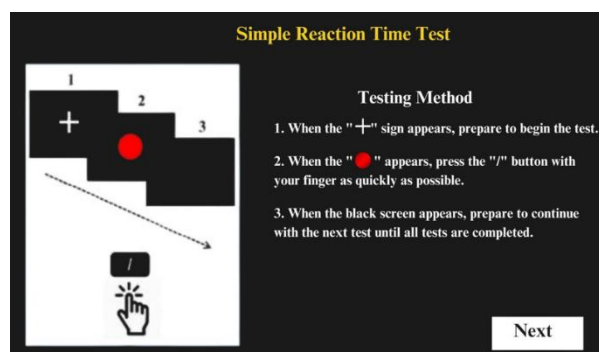 Simple Reaction Time Test
1
2
3
/
Testing Method
1. When the "+" sign appears, prepare to begin the test.
2. When the " " appears, press the "/" button with
your finger as quickly as possible.
3. When the black screen appears, prepare to continue
with the next test until all tests are completed.
Next